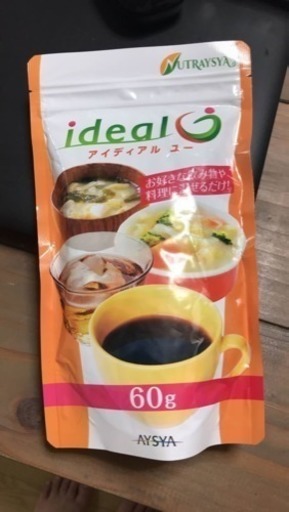 NUTRAYSYA
ideal U
アイディアル ユー
お好きな飲み物や
料理に混ぜるだけ!
60g
AYSYA